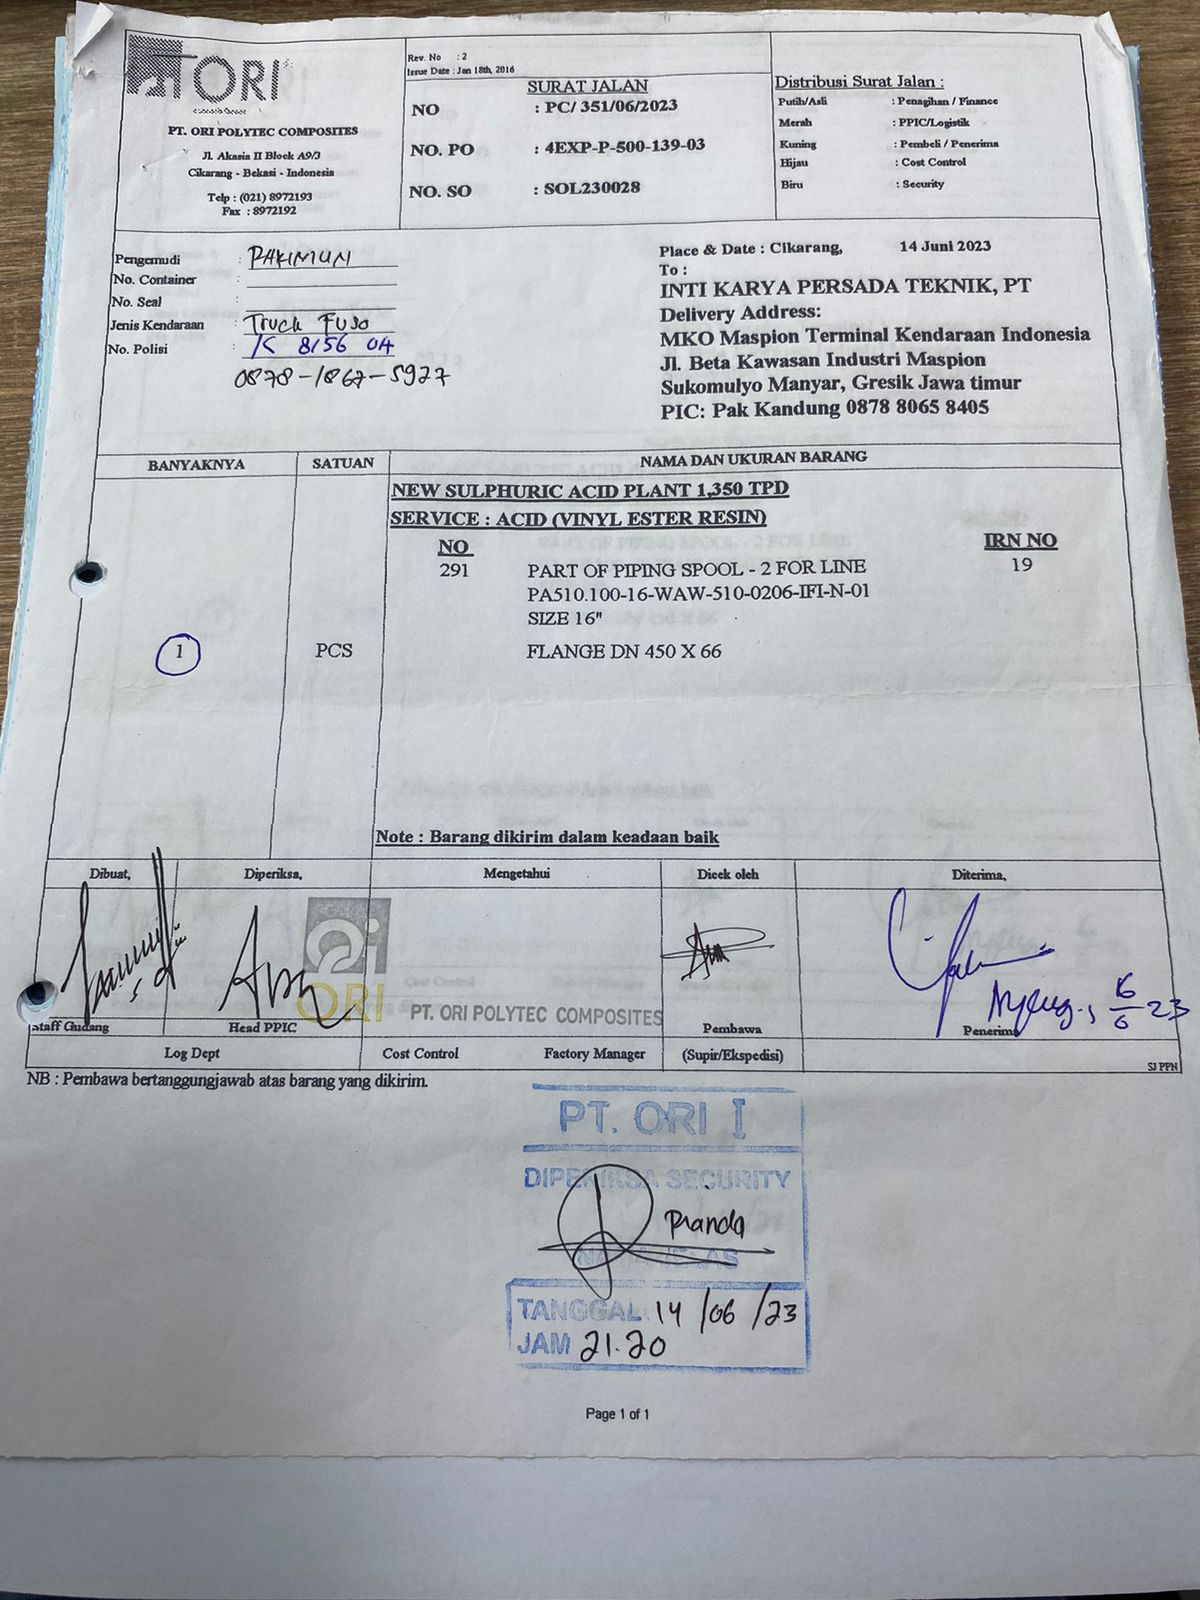 ORI
PT. ORI POLYTEC COMPOSITES
Jl. Akasia II Block A9/3
Cikarang - Bekasi - Indonesia
Telp : (021) 8972193
Fax : 8972192
Rev. No : 2
Issue Date : Jan 18th, 2016
SURAT JALAN
NO : PC/ 351/06/2023
NO. PO : 4EXP-P-500-139-03
NO. SO : SOL230028
Distribusi Surat Jalan :
Putih/Asli : Penagihan / Finance
Merah : PPIC/Logistik
Kuning : Pembeli / Penerima
Hijau : Cost Control
Biru : Security
Pengemudi : PAKIMUN
No. Container :
No. Seal :
Jenis Kendaraan : Truck FUSO
No. Polisi : K 8156 OA
0878-1867-5927
Place & Date : Cikarang, 14 Juni 2023
To :
INTI KARYA PERSADA TEKNIK, PT
Delivery Address:
MKO Maspion Terminal Kendaraan Indonesia
Jl. Beta Kawasan Industri Maspion
Sukomulyo Manyar, Gresik Jawa timur
PIC: Pak Kandung 0878 8065 8405
BANYAKNYA SATUAN NAMA DAN UKURAN BARANG
NEW SULPHURIC ACID PLANT 1,350 TPD
SERVICE : ACID (VINYL ESTER RESIN)
NO IRN NO
291 PART OF PIPING SPOOL - 2 FOR LINE 19
PA510.100-16-WAW-510-0206-IFI-N-01
SIZE 16"
1 PCS FLANGE DN 450 X 66
Note : Barang dikirim dalam keadaan baik
Dibuat, Diperiksa, Mengetahui Dicek oleh Diterima,
ORI PT. ORI POLYTEC COMPOSITES
16/6 23
Staff Gudang Head PPIC Pembawa Penerima
Log Dept Cost Control Factory Manager (Supir/Ekspedisi)
SJ PPN
NB : Pembawa bertanggungjawab atas barang yang dikirim.
PT. ORI I
DIPERIKSA SECURITY
Pranda
NAMA JELAS
TANGGAL 14 /06 /23
JAM 21.20
Page 1 of 1